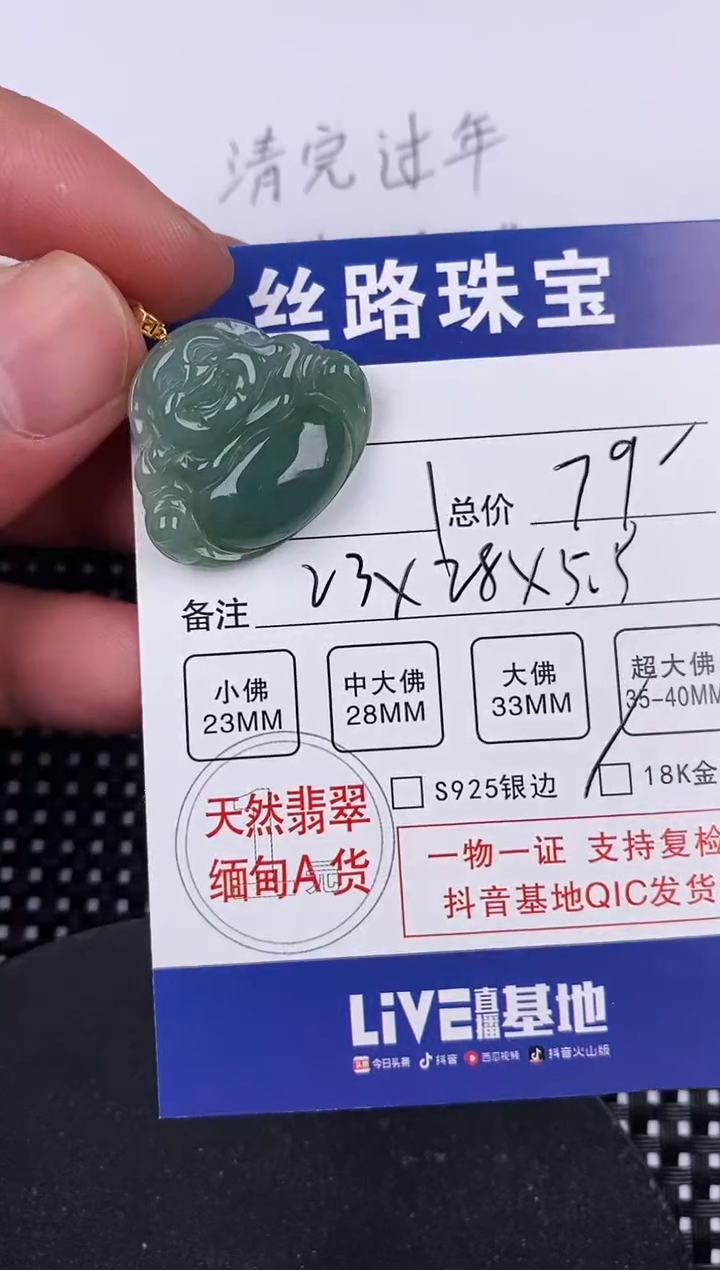 清完过年
丝路珠宝
总价 79
备注 23×28×5.5
小佛 23MM
中大佛 28MM
大佛 33MM
超大佛 35-40MM
S925银边
18K金
天然翡翠
缅甸A货
一物一证 支持复检
抖音基地QIC发货
LiVE直播基地
今日头条 抖音 西瓜视频 抖音火山版